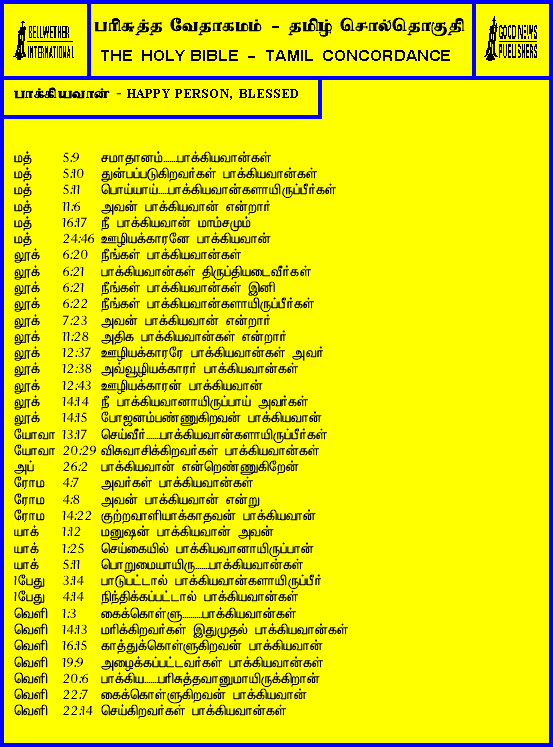 BELLWETHER
INTERNATIONAL
பரிசுத்த வேதாகமம் - தமிழ் சொல்தொகுதி
THE HOLY BIBLE - TAMIL CONCORDANCE
GOOD NEWS
PUBLISHERS
பாக்கியவான் - HAPPY PERSON, BLESSED
மத் 5:9 சமாதானம்......பாக்கியவான்கள்
மத் 5:10 துன்பப்படுகிறவர்கள் பாக்கியவான்கள்
மத் 5:11 பொய்யாய்....பாக்கியவான்களாயிருப்பீர்கள்
மத் 11:6 அவன் பாக்கியவான் என்றார்
மத் 16:17 நீ பாக்கியவான் மாம்சமும்
மத் 24:46 ஊழியக்காரனே பாக்கியவான்
லூக் 6:20 நீங்கள் பாக்கியவான்கள்
லூக் 6:21 பாக்கியவான்கள் திருப்தியடைவீர்கள்
லூக் 6:21 நீங்கள் பாக்கியவான்கள் இனி
லூக் 6:22 நீங்கள் பாக்கியவான்களாயிருப்பீர்கள்
லூக் 7:23 அவன் பாக்கியவான் என்றார்
லூக் 11:28 அதிக பாக்கியவான்கள் என்றார்
லூக் 12:37 ஊழியக்காரரே பாக்கியவான்கள் அவர்
லூக் 12:38 அவ்வூழியக்காரர் பாக்கியவான்கள்
லூக் 12:43 ஊழியக்காரன் பாக்கியவான்
லூக் 14:14 நீ பாக்கியவானாயிருப்பாய் அவர்கள்
லூக் 14:15 போஜனம்பண்ணுகிறவன் பாக்கியவான்
யோவா 13:17 செய்வீர்......பாக்கியவான்களாயிருப்பீர்கள்
யோவா 20:29 விசுவாசிக்கிறவர்கள் பாக்கியவான்கள்
அப் 26:2 பாக்கியவான் என்றெண்ணுகிறேன்
ரோம 4:7 அவர்கள் பாக்கியவான்கள்
ரோம 4:8 அவன் பாக்கியவான் என்று
ரோம 14:22 குற்றவாளியாக்காதவன் பாக்கியவான்
யாக் 1:12 மனுஷன் பாக்கியவான் அவன்
யாக் 1:25 செய்கையில் பாக்கியவானாயிருப்பான்
யாக் 5:11 பொறுமையாயிரு......பாக்கியவான்கள்
1பேது 3:14 பாடுபட்டால் பாக்கியவான்களாயிருப்பீர்
1பேது 4:14 நிந்திக்கப்பட்டால் பாக்கியவான்கள்
வெளி 1:3 கைக்கொள்ளு.........பாக்கியவான்கள்
வெளி 14:13 மரிக்கிறவர்கள் இதுமுதல் பாக்கியவான்கள்
வெளி 16:15 காத்துக்கொள்ளுகிறவன் பாக்கியவான்
வெளி 19:9 அழைக்கப்பட்டவர்கள் பாக்கியவான்கள்
வெளி 20:6 பாக்கிய......பரிசுத்தவானுமாயிருக்கிறான்
வெளி 22:7 கைக்கொள்ளுகிறவன் பாக்கியவான்
வெளி 22:14 செய்கிறவர்கள் பாக்கியவான்கள்